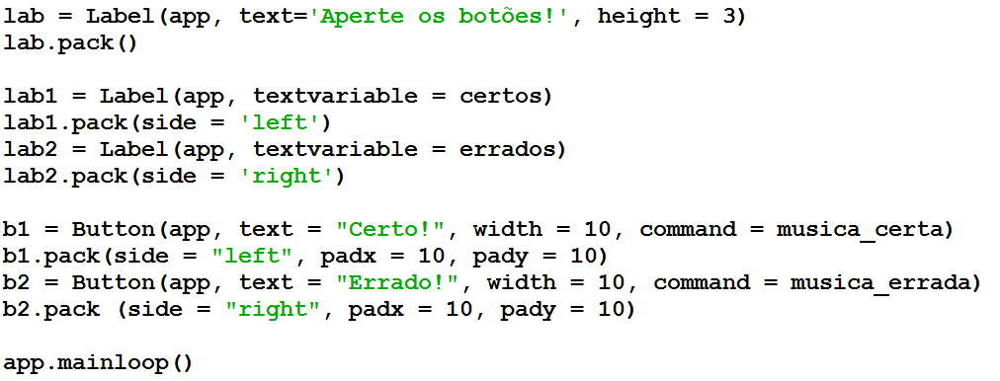 lab = Label(app, text='Aperte os botões!', height = 3)
lab.pack()
lab1 = Label(app, textvariable = certos)
lab1.pack(side = 'left')
lab2 = Label(app, textvariable = errados)
lab2.pack(side = 'right')
b1 = Button(app, text = "Certo!", width = 10, command = musica_certa)
b1.pack(side = "left", padx = 10, pady = 10)
b2 = Button(app, text = "Errado!", width = 10, command = musica_errada)
b2.pack (side = "right", padx = 10, pady = 10)
app.mainloop()